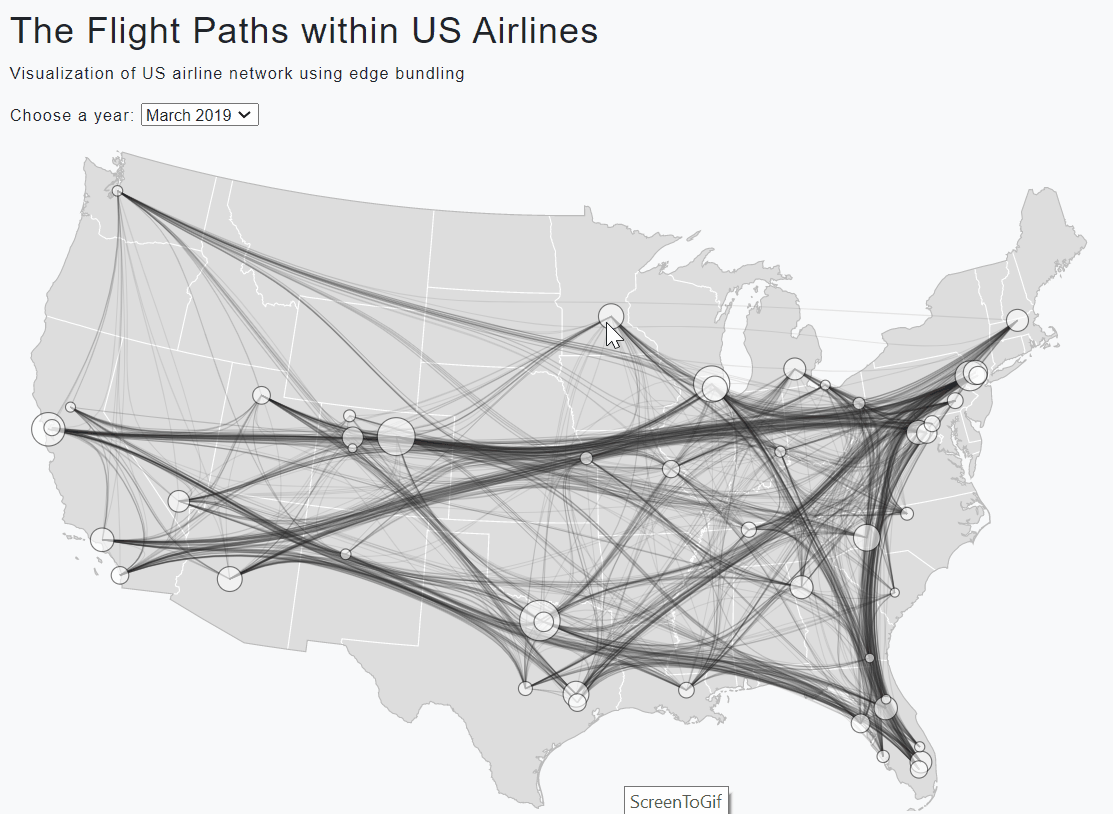 The Flight Paths within US Airlines
Visualization of US airline network using edge bundling
Choose a year: March 2019
ScreenToGif